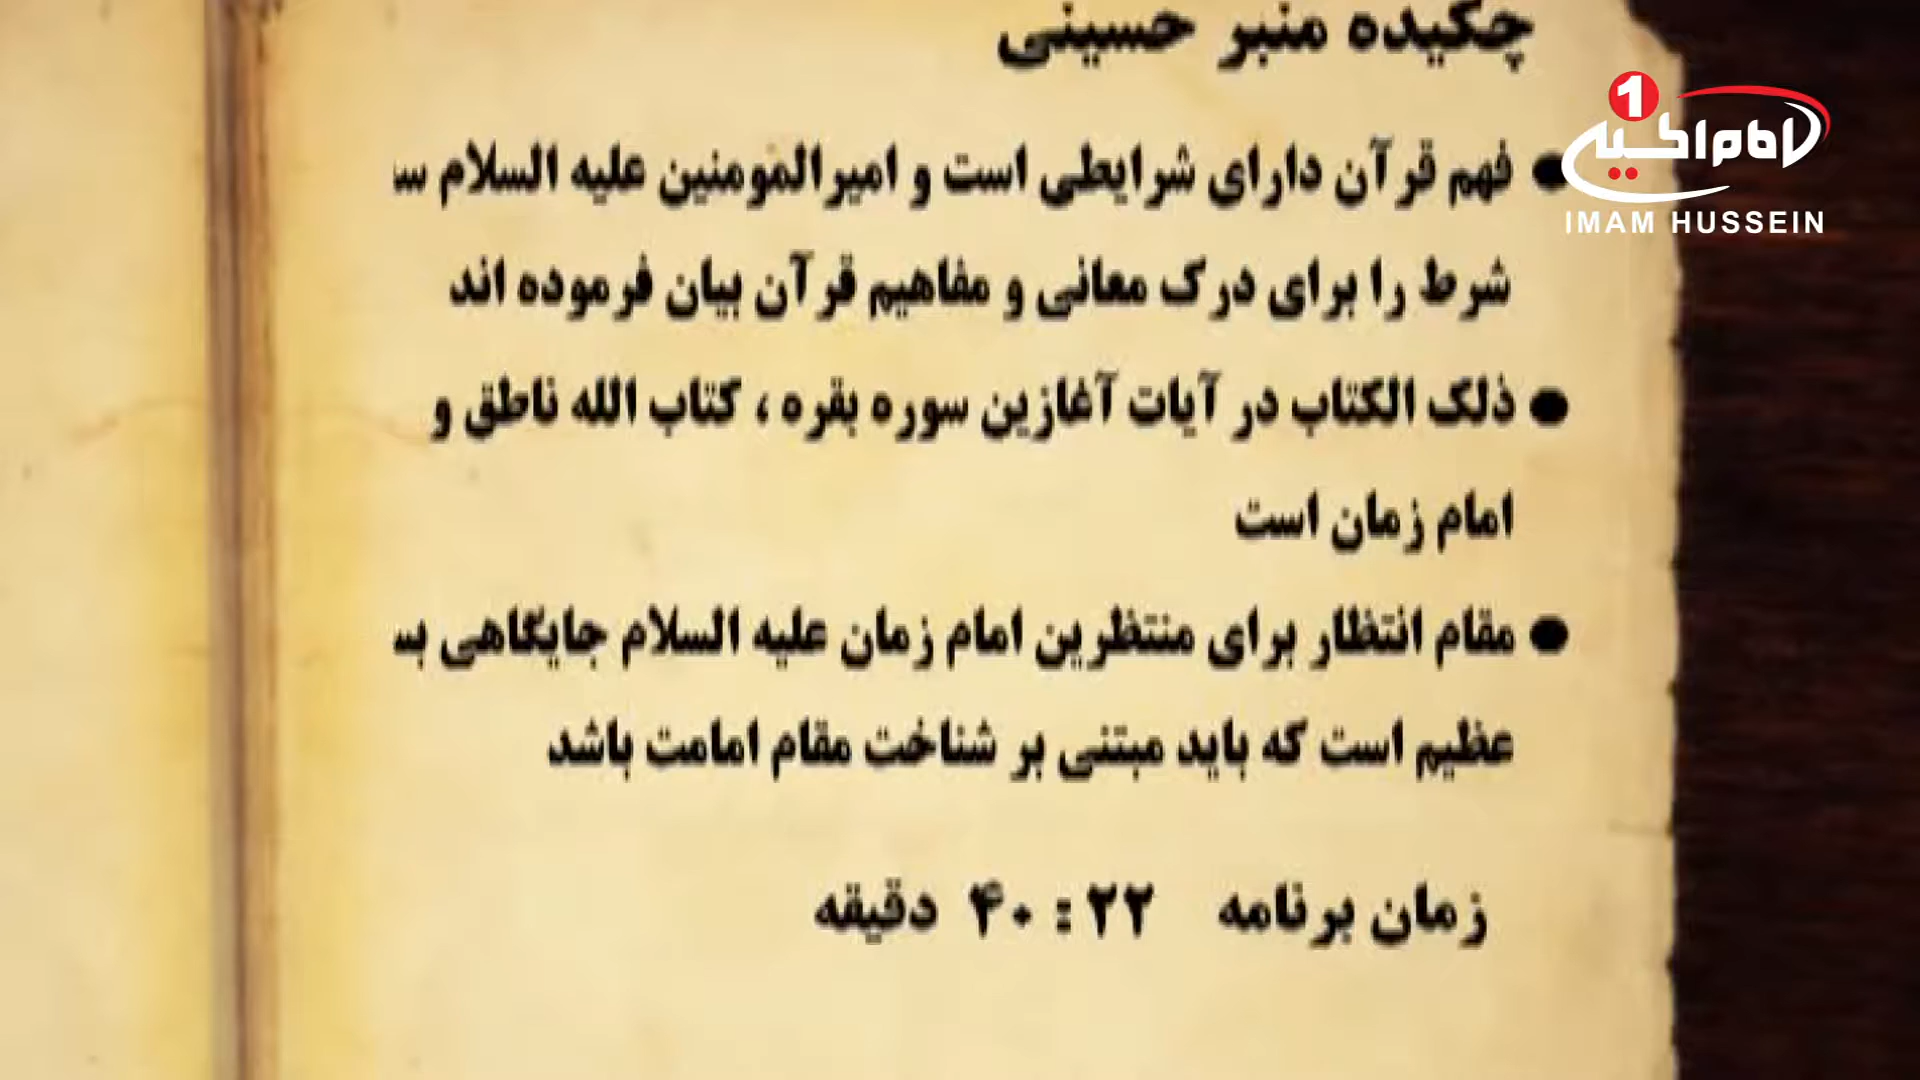 چکیده منبر حسینی
● فهم قرآن دارای شرایطی است و امیرالمومنین علیه السلام
شرط را برای درک معانی و مفاهیم قرآن بیان فرموده اند
● ذلک الکتاب در آیات آغازین سوره بقره ، کتاب الله ناطق و
امام زمان است
● مقام انتظار برای منتظرین امام زمان علیه السلام جایگاهی
عظیم است که باید مبتنی بر شناخت مقام امامت باشد
زمان برنامه ۲۲ : ۴۰ دقیقه
1
IMAM HUSSEIN